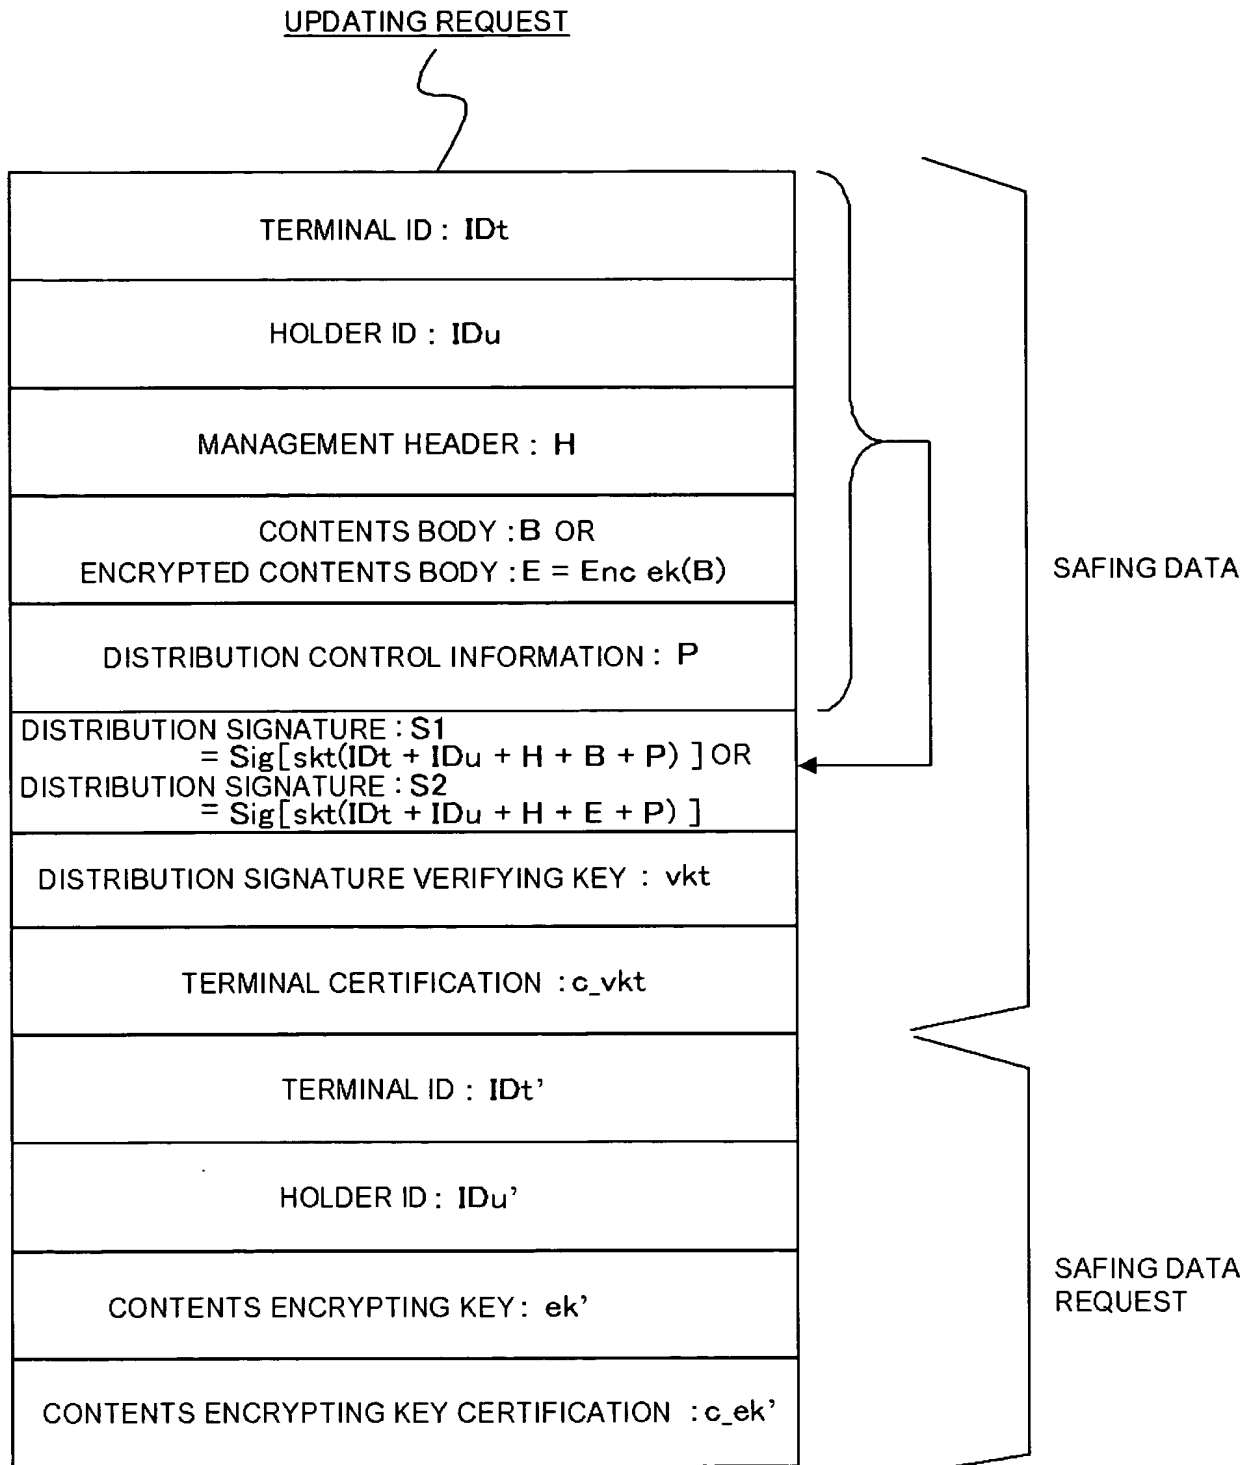 UPDATING REQUEST
TERMINAL ID : IDt
HOLDER ID : IDu
MANAGEMENT HEADER : H
CONTENTS BODY : B OR
ENCRYPTED CONTENTS BODY : E = Enc ek(B)
DISTRIBUTION CONTROL INFORMATION : P
DISTRIBUTION SIGNATURE : S1
= Sig[skt(IDt + IDu + H + B + P) ] OR
DISTRIBUTION SIGNATURE : S2
= Sig[skt(IDt + IDu + H + E + P) ]
DISTRIBUTION SIGNATURE VERIFYING KEY : vkt
TERMINAL CERTIFICATION : c_vkt
SAFING DATA
TERMINAL ID : IDt’
HOLDER ID : IDu’
CONTENTS ENCRYPTING KEY : ek’
CONTENTS ENCRYPTING KEY CERTIFICATION : c_ek’
SAFING DATA
REQUEST